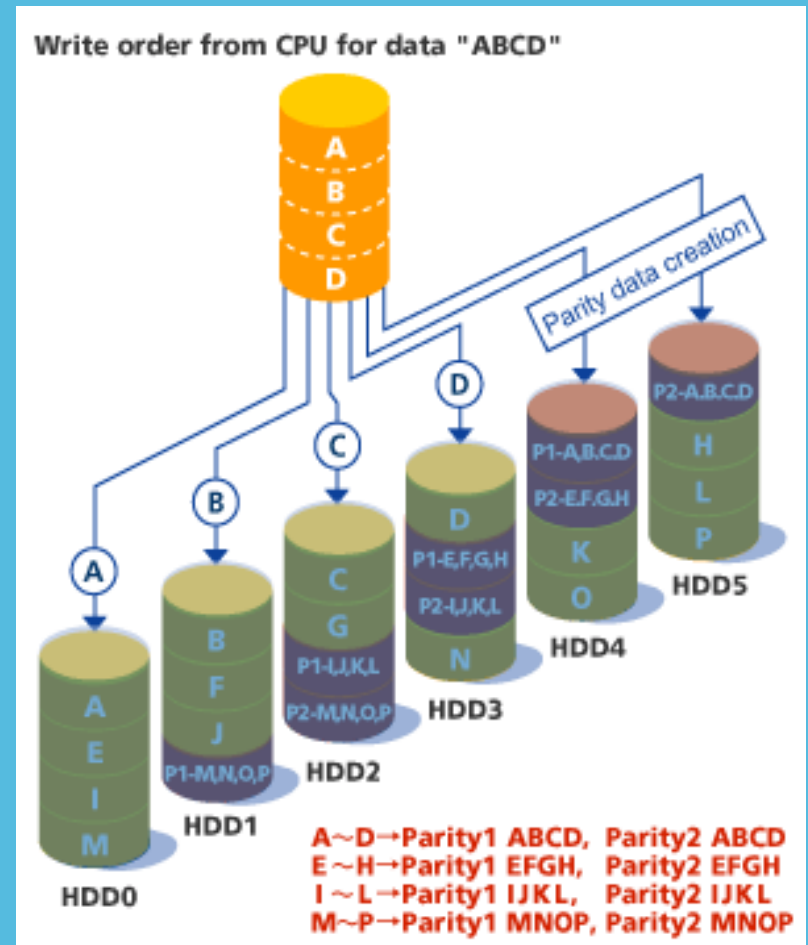 Write order from CPU for data "ABCD"
A
B
C
D
Parity data creation
A
B
C
D
A
E
I
M
HDD0
B
F
J
P1-M,N,O,P
HDD1
C
G
P1-I,J,K,L
P2-M,N,O,P
HDD2
D
P1-E,F,G,H
P2-I,J,K,L
N
HDD3
P1-A,B.C.D
P2-E.F.G.H
K
O
HDD4
P2-A.B.C.D
H
L
P
HDD5
A~D→Parity1 ABCD, Parity2 ABCD
E~H→Parity1 EFGH, Parity2 EFGH
I~L→Parity1 IJKL, Parity2 IJKL
M~P→Parity1 MNOP, Parity2 MNOP